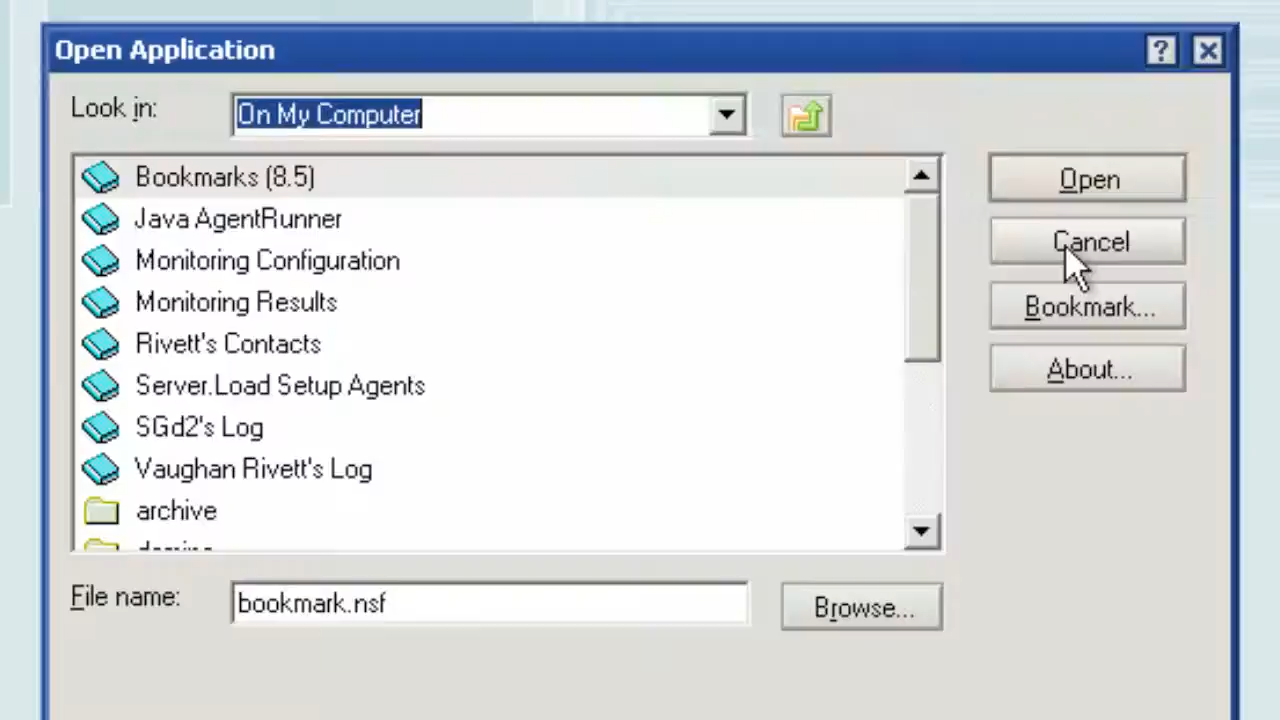 Open Application
Look in:
On My Computer
Bookmarks (8.5)
Java AgentRunner
Monitoring Configuration
Monitoring Results
Rivett's Contacts
Server.Load Setup Agents
SGd2's Log
Vaughan Rivett's Log
archive
Open
Cancel
Bookmark...
About...
File name:
bookmark.nsf
Browse...